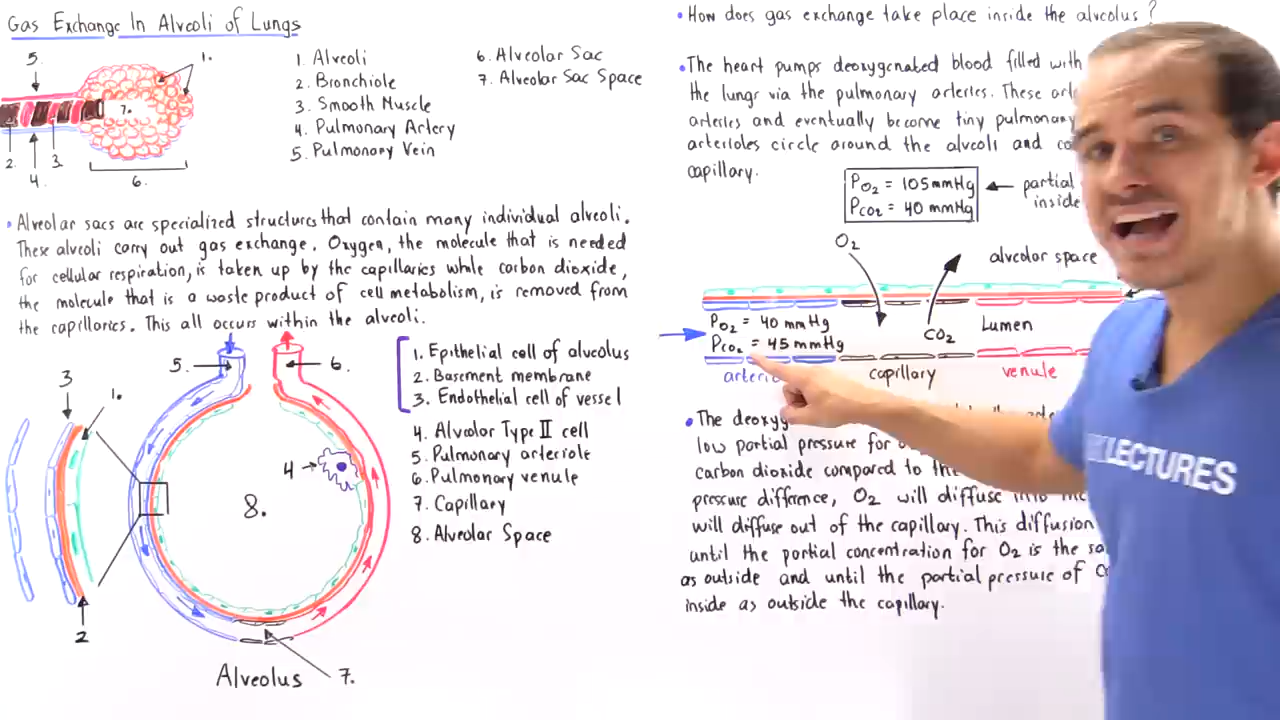 Gas Exchange In Alveoli of Lungs
5.
1.
7.
2.
3.
4.
6.
1. Alveoli
2. Bronchiole
3. Smooth Muscle
4. Pulmonary Artery
5. Pulmonary Vein
6. Alveolar Sac
7. Alveolar Sac Space
• Alveolar sacs are specialized structures that contain many individual alveoli.
These alveoli carry out gas exchange. Oxygen, the molecule that is needed
for cellular respiration, is taken up by the capillaries while carbon dioxide,
the molecule that is a waste product of cell metabolism, is removed from
the capillaries. This all occurs within the alveoli.
5.
6.
3
1.
4
8.
2
7.
Alveolus
1. Epithelial cell of alveolus
2. Basement membrane
3. Endothelial cell of vessel
4. Alveolar Type II cell
5. Pulmonary arteriole
6. Pulmonary venule
7. Capillary
8. Alveolar Space
• How does gas exchange take place inside the alveolus?
• The heart pumps deoxygenated blood filled with
the lungs via the pulmonary arteries. These
arteries and eventually become tiny pulmonary
arterioles circle around the alveoli and
capillary.
PO2 = 105 mmHg
PCO2 = 40 mmHg
partial
inside
O2
alveolar space
PO2 = 40 mmHg
PCO2 = 45 mmHg
CO2
Lumen
capillary
venule
• The
low partial pressure for
carbon dioxide compared to the
pressure difference, O2 will diffuse into
will diffuse out of the capillary. This diffusion
until the partial concentration for O2 is the
as outside and until the partial pressure of
inside as outside the capillary.
LECTURES